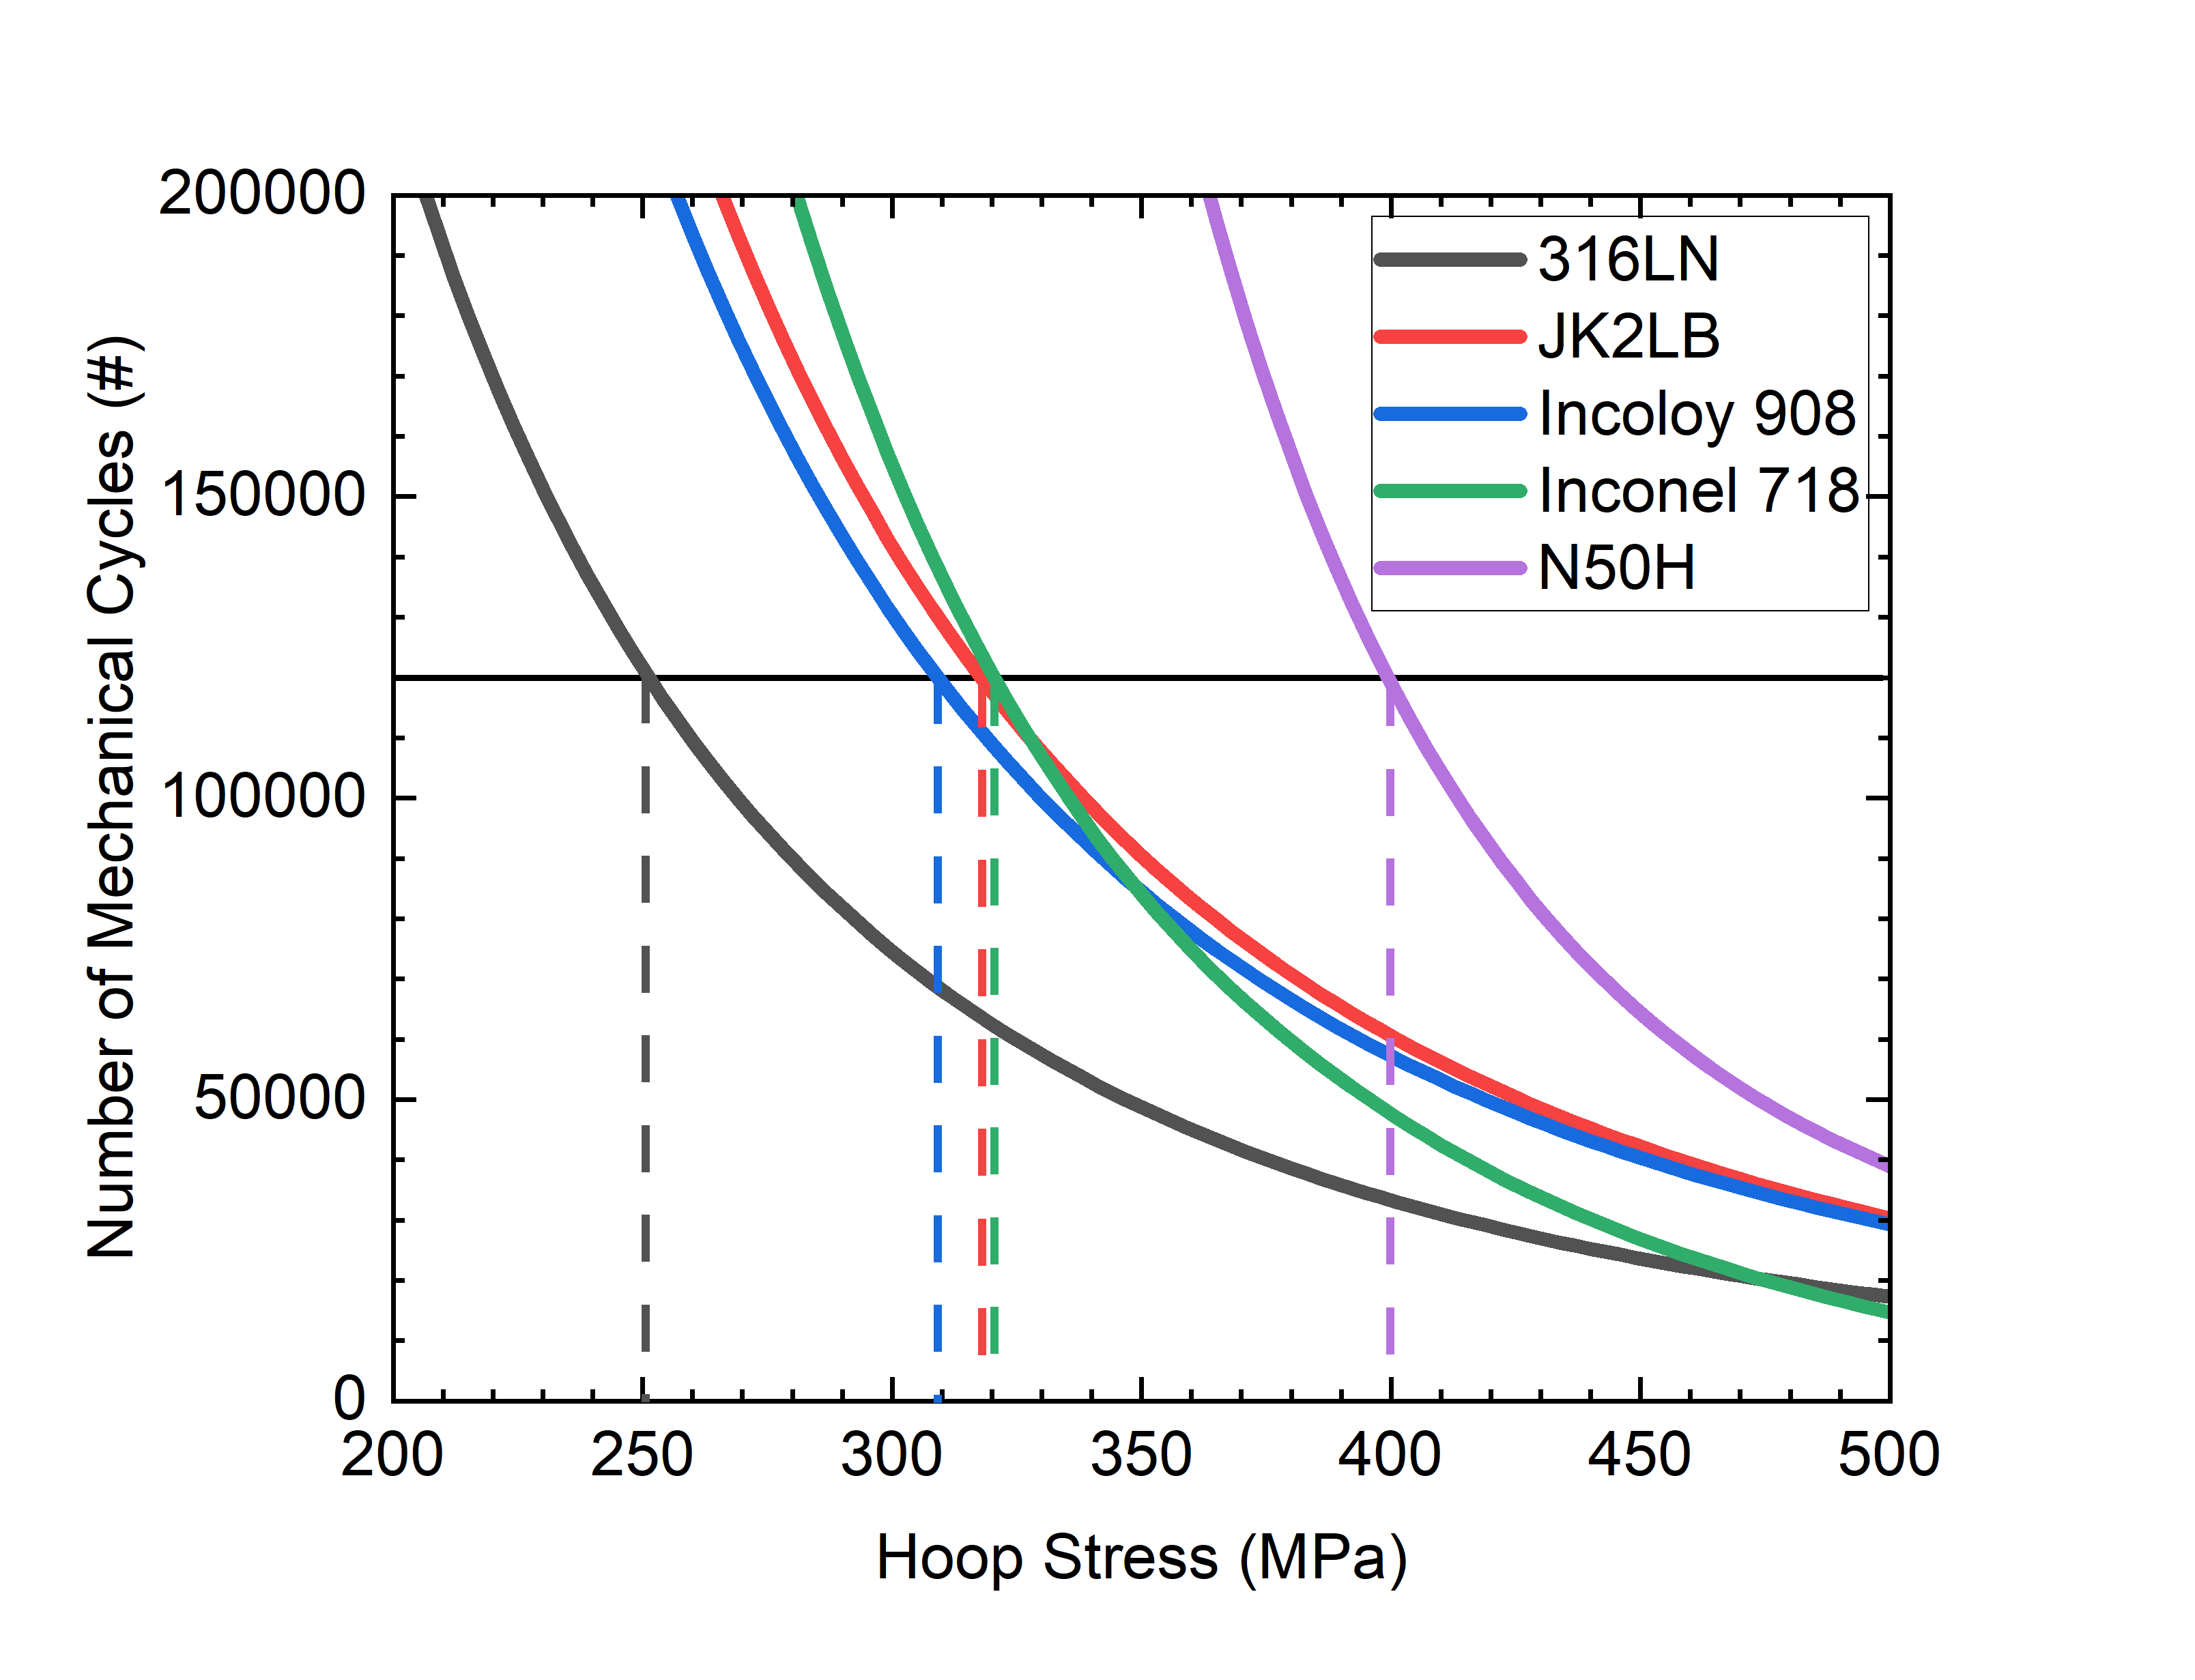 200000
150000
100000
50000
0
Number of Mechanical Cycles (#)
316LN
JK2LB
Incoloy 908
Inconel 718
N50H
200 250 300 350 400 450 500
Hoop Stress (MPa)